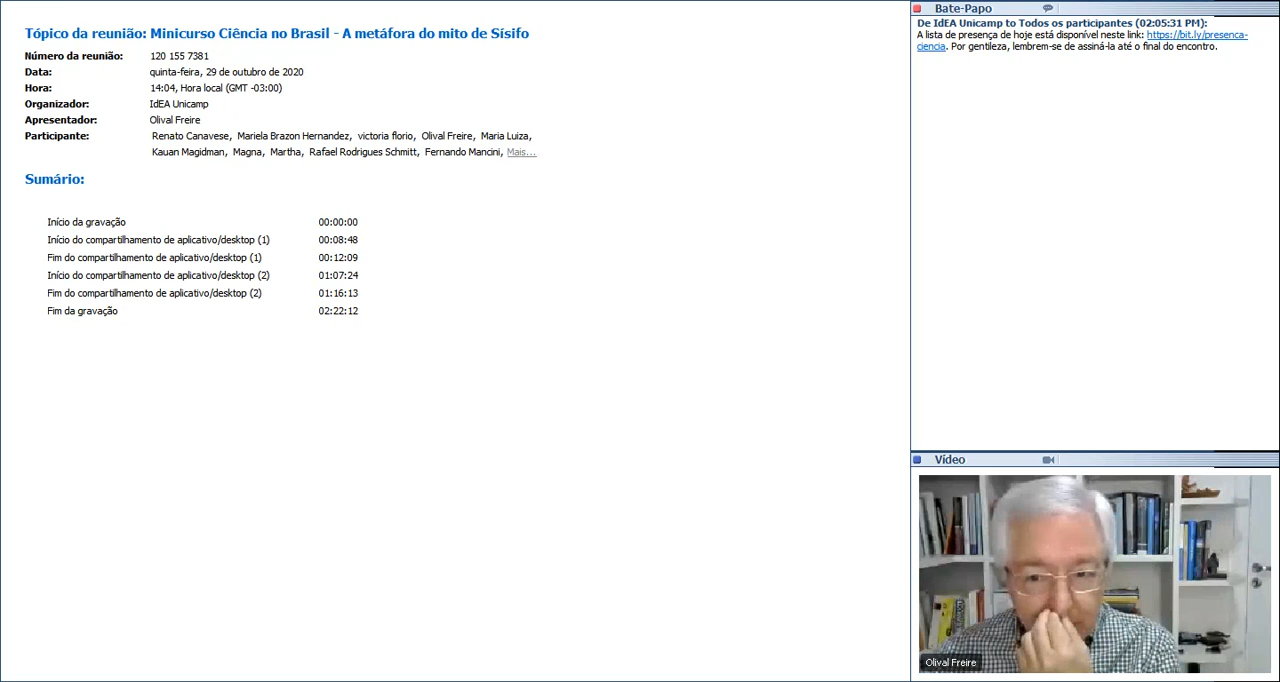 Tópico da reunião: Minicurso Ciência no Brasil - A metáfora do mito de Sísifo
Número da reunião: 120 155 7381
Data: quinta-feira, 29 de outubro de 2020
Hora: 14:04, Hora local (GMT -03:00)
Organizador: IdEA Unicamp
Apresentador: Olival Freire
Participante: Renato Canavese, Mariela Brazon Hernandez, victoria florio, Olival Freire, Maria Luiza,
Kauan Magidman, Magna, Martha, Rafael Rodrigues Schmitt, Fernando Mancini, Mais...
Sumário:
Início da gravação 00:00:00
Início do compartilhamento de aplicativo/desktop (1) 00:08:48
Fim do compartilhamento de aplicativo/desktop (1) 00:12:09
Início do compartilhamento de aplicativo/desktop (2) 01:07:24
Fim do compartilhamento de aplicativo/desktop (2) 01:16:13
Fim da gravação 02:22:12
Bate-Papo
De IdEA Unicamp to Todos os participantes (02:05:31 PM):
A lista de presença de hoje está disponível neste link: https://bit.ly/presenca-
ciencia. Por gentileza, lembrem-se de assiná-la até o final do encontro.
Vídeo
Olival Freire